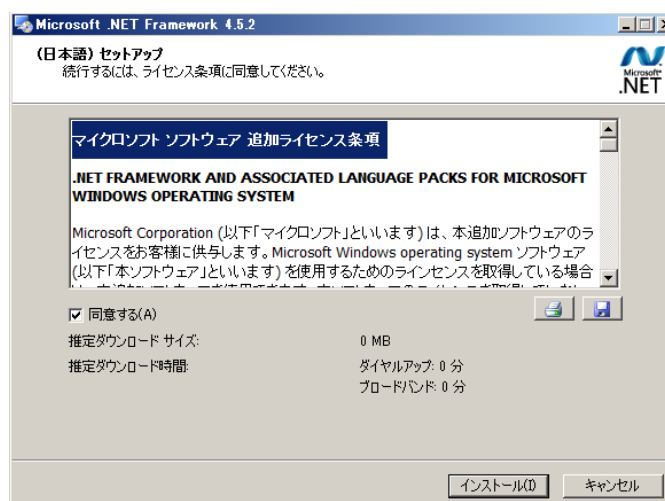 Microsoft .NET Framework 4.5.2
(日本語) セットアップ
続行するには、ライセンス条項に同意してください。
Microsoft®
.NET
マイクロソフト ソフトウェア 追加ライセンス条項
.NET FRAMEWORK AND ASSOCIATED LANGUAGE PACKS FOR MICROSOFT
WINDOWS OPERATING SYSTEM
Microsoft Corporation (以下「マイクロソフト」といいます) は、本追加ソフトウェアのラ
イセンスをお客様に供与します。Microsoft Windows operating system ソフトウェア
(以下「本ソフトウェア」といいます) を使用するためのラインセンスを取得している場合
同意する(A)
推定ダウンロード サイズ:
0 MB
推定ダウンロード時間:
ダイヤルアップ: 0 分
ブロードバンド: 0 分
インストール(I)
キャンセル